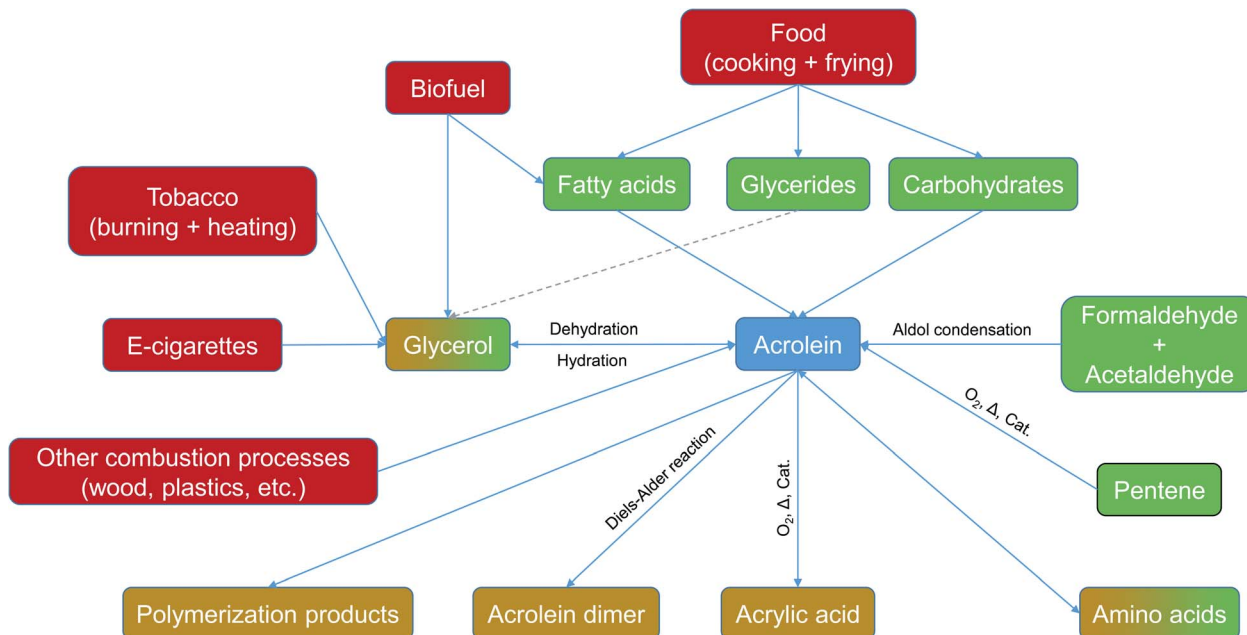 Food
(cooking + frying)
Biofuel
Fatty acids
Glycerides
Carbohydrates
Tobacco
(burning + heating)
E-cigarettes
Glycerol
Dehydration
Hydration
Acrolein
Aldol condensation
Formaldehyde
+
Acetaldehyde
O₂, Δ, Cat.
Other combustion processes
(wood, plastics, etc.)
Pentene
Diels-Alder reaction
O₂, Δ, Cat.
Polymerization products
Acrolein dimer
Acrylic acid
Amino acids